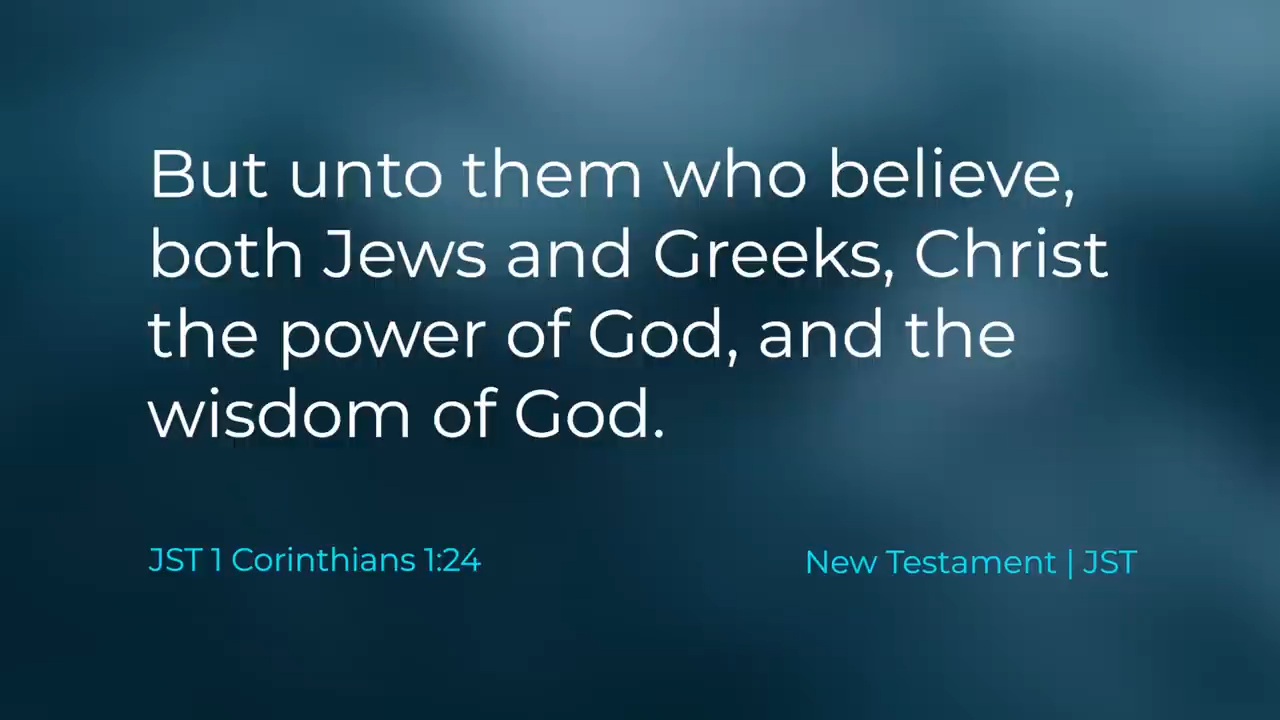 But unto them who believe,
both Jews and Greeks, Christ
the power of God, and the
wisdom of God.
JST 1 Corinthians 1:24
New Testament | JST